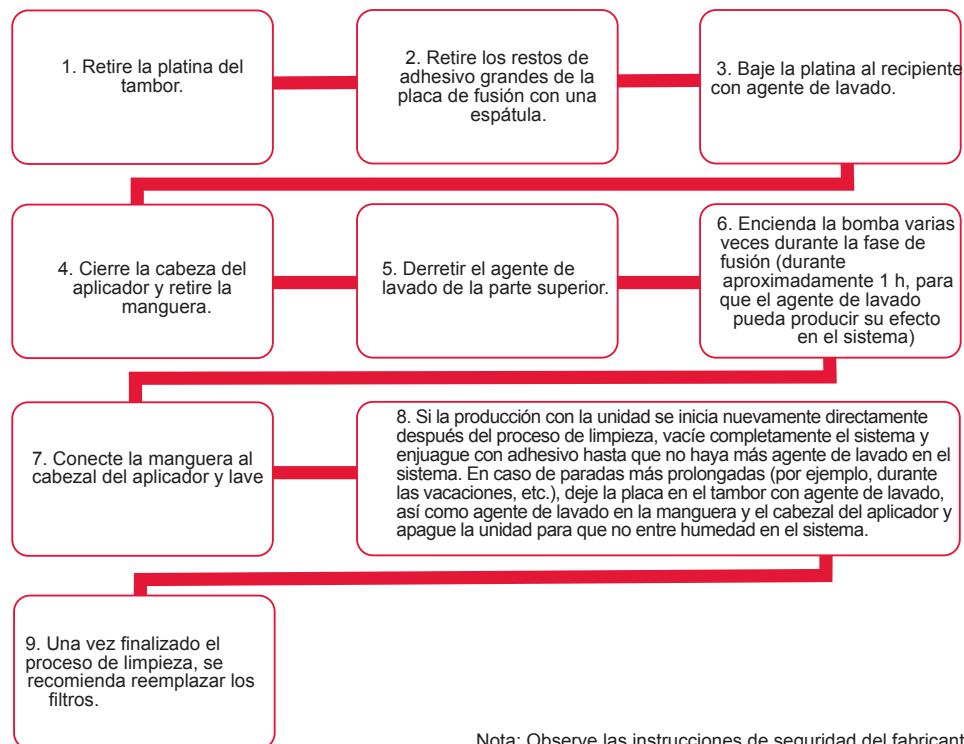 1. Retire la platina del
tambor.
2. Retire los restos de
adhesivo grandes de la
placa de fusión con una
espátula.
3. Baje la platina al recipiente
con agente de lavado.
4. Cierre la cabeza del
aplicador y retire la
manguera.
5. Derretir el agente de
lavado de la parte superior.
6. Encienda la bomba varias
veces durante la fase de
fusión (durante
aproximadamente 1 h, para
que el agente de lavado
pueda producir su efecto
en el sistema)
7. Conecte la manguera al
cabezal del aplicador y lave
8. Si la producción con la unidad se inicia nuevamente directamente
después del proceso de limpieza, vacíe completamente el sistema y
enjuague con adhesivo hasta que no haya más agente de lavado en el
sistema. En caso de paradas más prolongadas (por ejemplo, durante
las vacaciones, etc.), deje la placa en el tambor con agente de lavado,
así como agente de lavado en la manguera y el cabezal del aplicador y
apague la unidad para que no entre humedad en el sistema.
9. Una vez finalizado el
proceso de limpieza, se
recomienda reemplazar los
filtros.
Nota: Observe las instrucciones de seguridad del fabricant